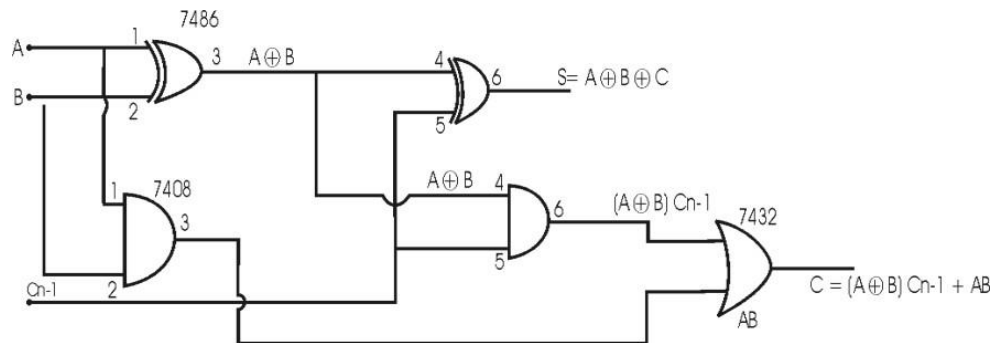 7486
A
1
3
A⊕B
4
6
S= A⊕B⊕C
B
2
5
7408
1
3
A⊕B
4
6
(A⊕B) Cn-1
7432
2
5
Cn-1
C = (A⊕B) Cn-1 + AB
AB